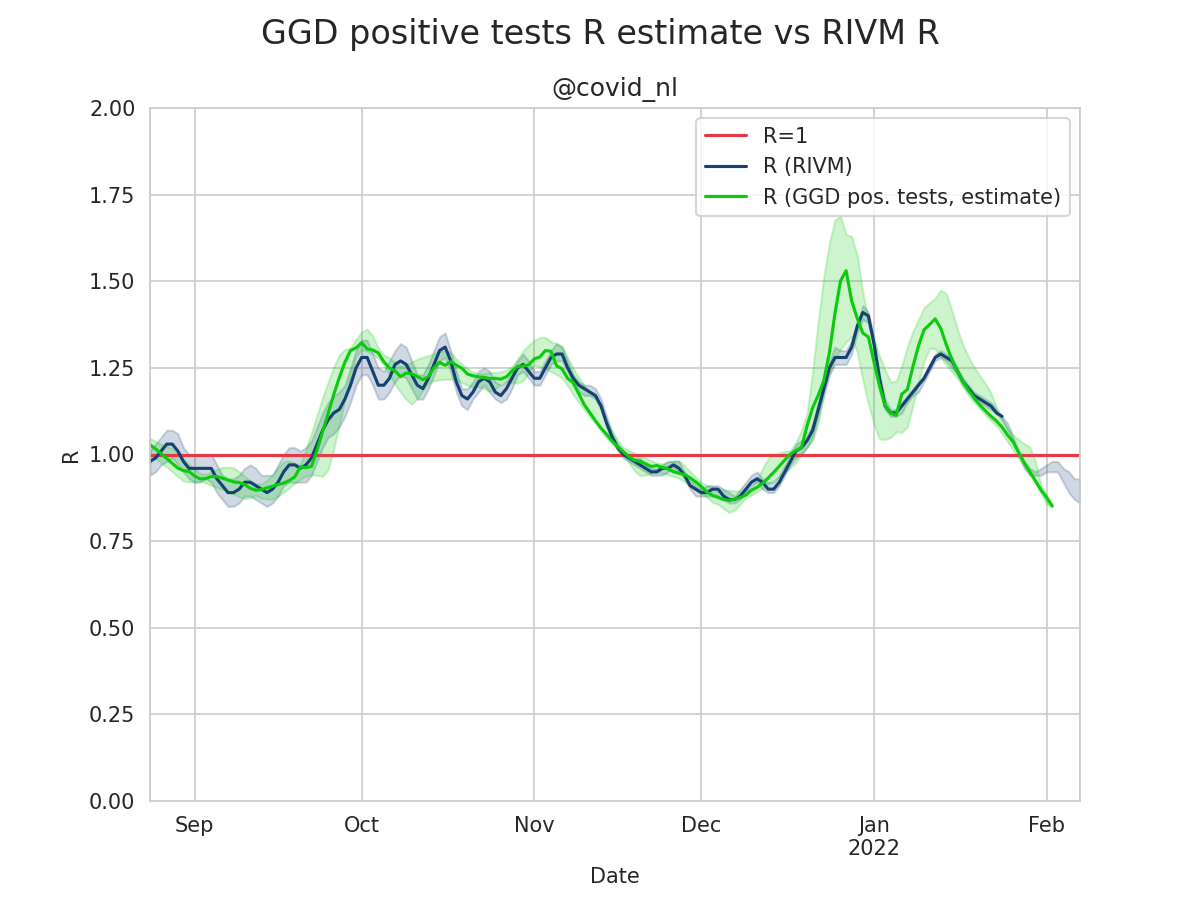 GGD positive tests R estimate vs RIVM R
@covid_nl
R=1
R (RIVM)
R (GGD pos. tests, estimate)
2.00
1.75
1.50
1.25
1.00
0.75
0.50
0.25
0.00
R
Sep
Oct
Nov
Dec
Jan
2022
Feb
Date